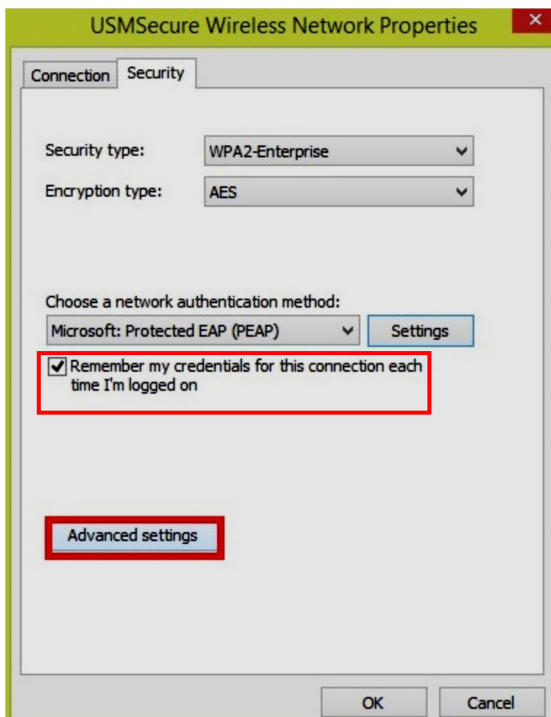 USMSecure Wireless Network Properties
Connection Security
Security type: WPA2-Enterprise
Encryption type: AES
Choose a network authentication method:
Microsoft: Protected EAP (PEAP) Settings
Remember my credentials for this connection each
time I'm logged on
Advanced settings
OK Cancel